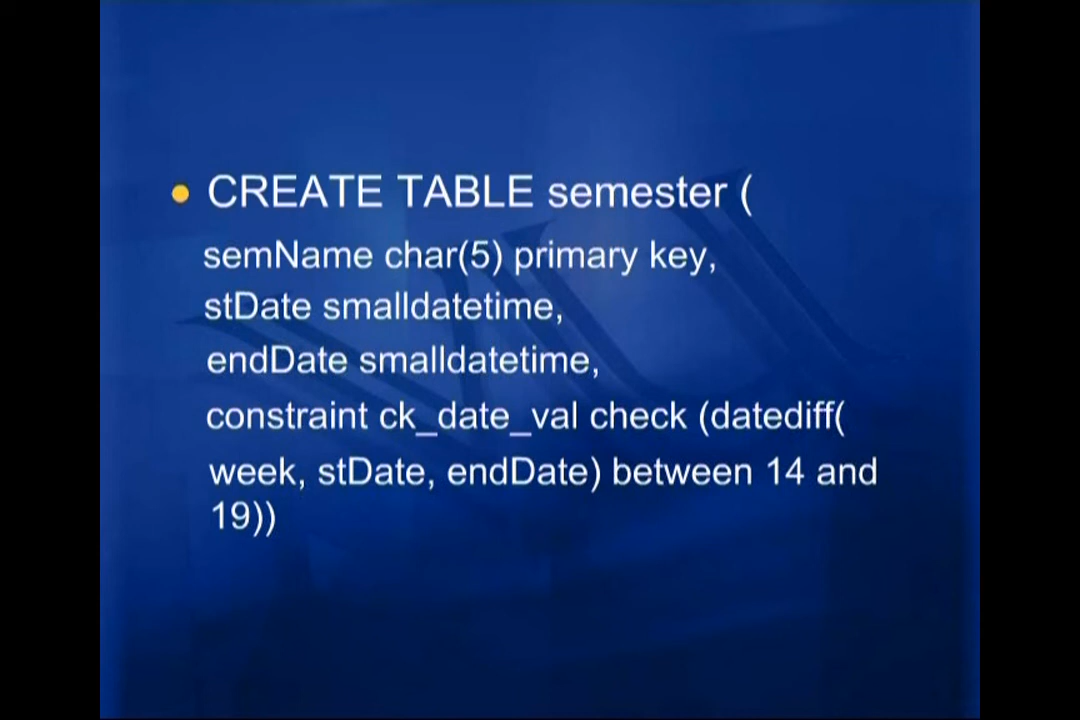 • CREATE TABLE semester (
semName char(5) primary key,
stDate smalldatetime,
endDate smalldatetime,
constraint ck_date_val check (datediff(
week, stDate, endDate) between 14 and
19))